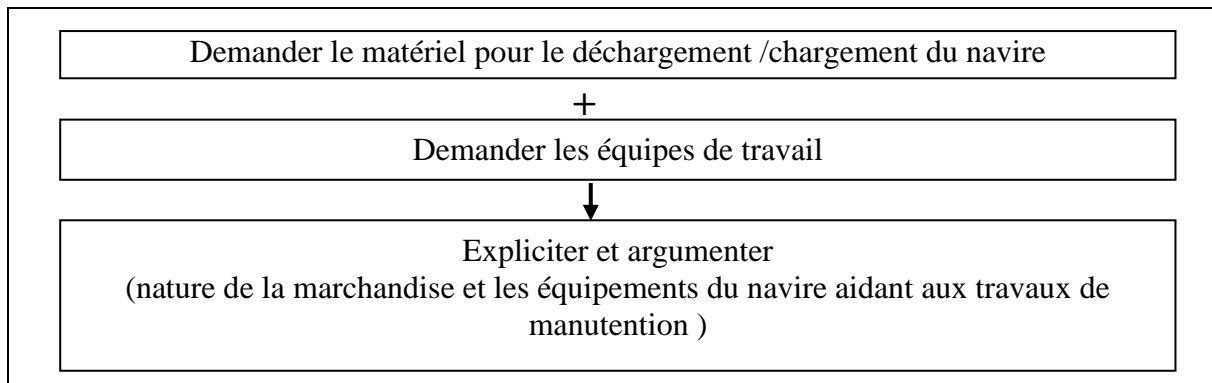 Demander le matériel pour le déchargement /chargement du navire
+
Demander les équipes de travail
Expliciter et argumenter
(nature de la marchandise et les équipements du navire aidant aux travaux de
manutention )